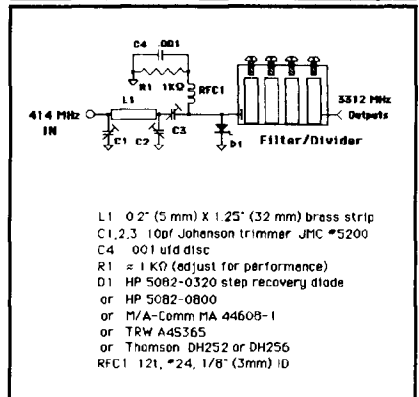 C4 .001
R1 1KΩ
RFC1
L1
414 MHz
IN
C1
C2
C3
D1
3312 MHz
Outputs
Filter/Divider
L1 0.2" (5 mm) X 1.25" (32 mm) brass strip
C1,2,3 10pf Johanson trimmer JMC #5200
C4 .001 ufd disc
R1 ≈ 1 KΩ (adjust for performance)
D1 HP 5082-0320 step recovery diode
or HP 5082-0800
or M/A-Comm MA 44608-1
or TRW A4S365
or Thomson DH252 or DH256
RFC1 12t, #24, 1/8" (3mm) ID